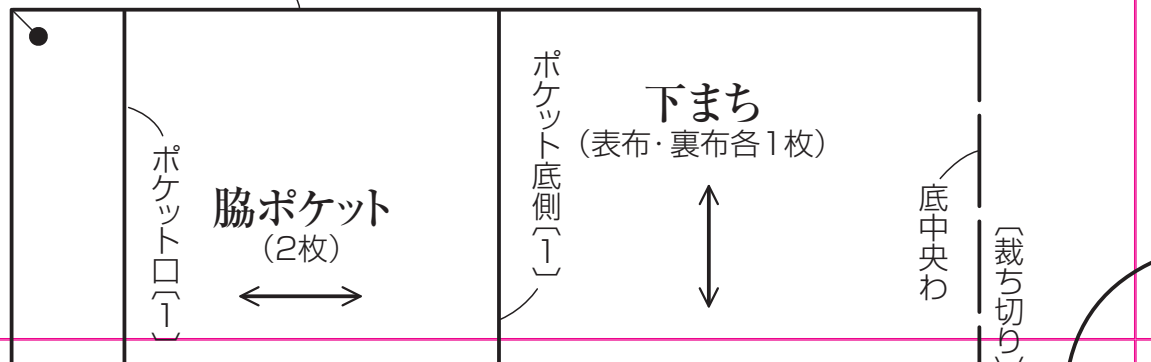 ポケット口〔1〕
脇ポケット
（2枚）
ポケット底側〔1〕
下まち
（表布・裏布各1枚）
底中央わ
〔裁ち切り〕